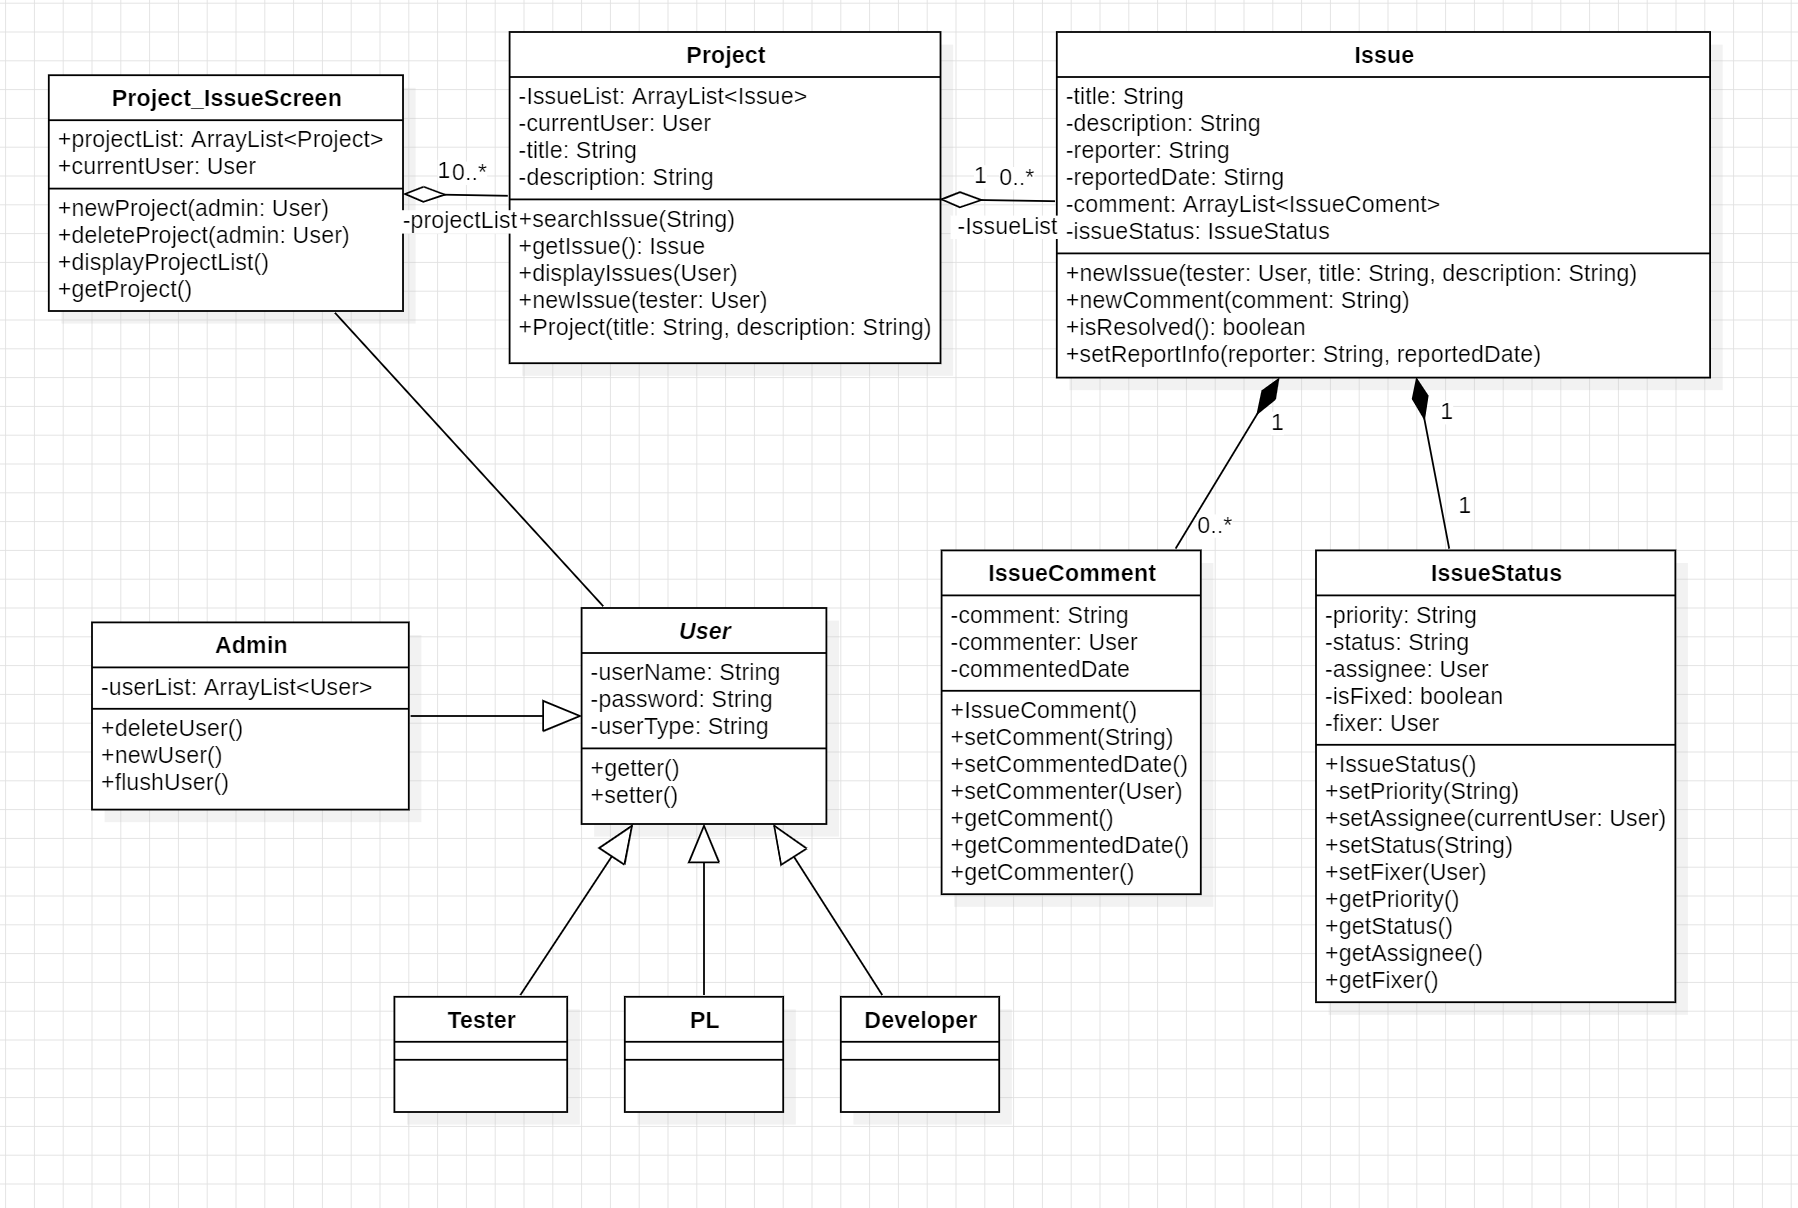 Project_IssueScreen
+projectList: ArrayList<Project>
+currentUser: User
+newProject(admin: User)
+deleteProject(admin: User)
+displayProjectList()
+getProject()
1
0..*
-projectList
Project
-IssueList: ArrayList<Issue>
-currentUser: User
-title: String
-description: String
+searchIssue(String)
+getIssue(): Issue
+displayIssues(User)
+newIssue(tester: User)
+Project(title: String, description: String)
1
0..*
-IssueList
Issue
-title: String
-description: String
-reporter: String
-reportedDate: Stirng
-comment: ArrayList<IssueComent>
-issueStatus: IssueStatus
+newIssue(tester: User, title: String, description: String)
+newComment(comment: String)
+isResolved(): boolean
+setReportInfo(reporter: String, reportedDate)
1
0..*
1
1
Admin
-userList: ArrayList<User>
+deleteUser()
+newUser()
+flushUser()
User
-userName: String
-password: String
-userType: String
+getter()
+setter()
IssueComment
-comment: String
-commenter: User
-commentedDate
+IssueComment()
+setComment(String)
+setCommentedDate()
+setCommenter(User)
+getComment()
+getCommentedDate()
+getCommenter()
IssueStatus
-priority: String
-status: String
-assignee: User
-isFixed: boolean
-fixer: User
+IssueStatus()
+setPriority(String)
+setAssignee(currentUser: User)
+setStatus(String)
+setFixer(User)
+getPriority()
+getStatus()
+getAssignee()
+getFixer()
Tester
PL
Developer